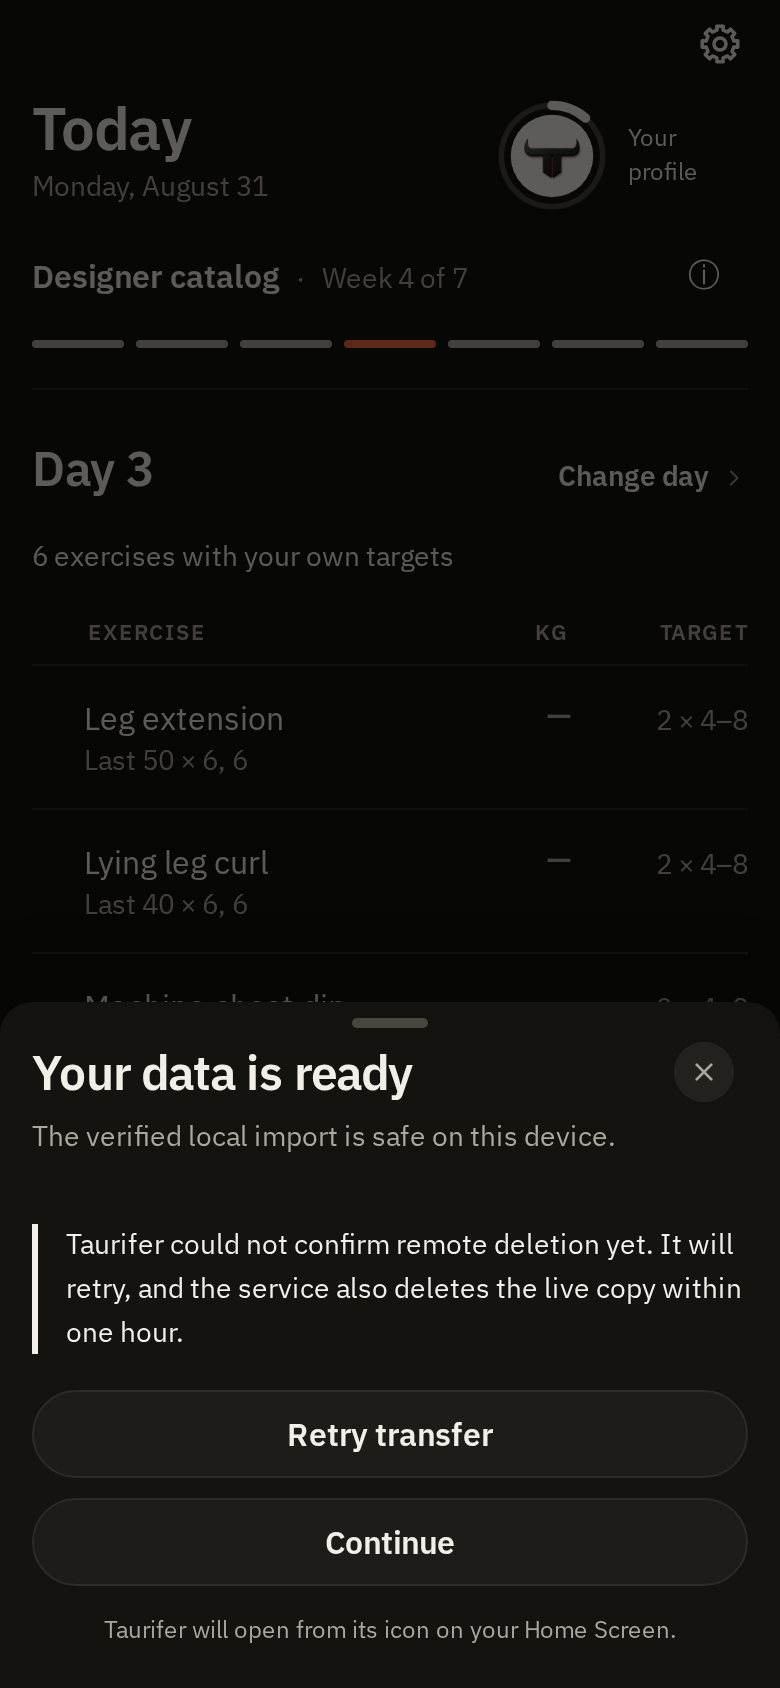 Today
Monday, August 31
Your
profile
Designer catalog · Week 4 of 7
Day 3
Change day
6 exercises with your own targets
EXERCISE KG TARGET
Leg extension — 2 × 4–8
Last 50 × 6, 6
Lying leg curl — 2 × 4–8
Last 40 × 6, 6
Your data is ready
The verified local import is safe on this device.
Taurifer could not confirm remote deletion yet. It will
retry, and the service also deletes the live copy within
one hour.
Retry transfer
Continue
Taurifer will open from its icon on your Home Screen.